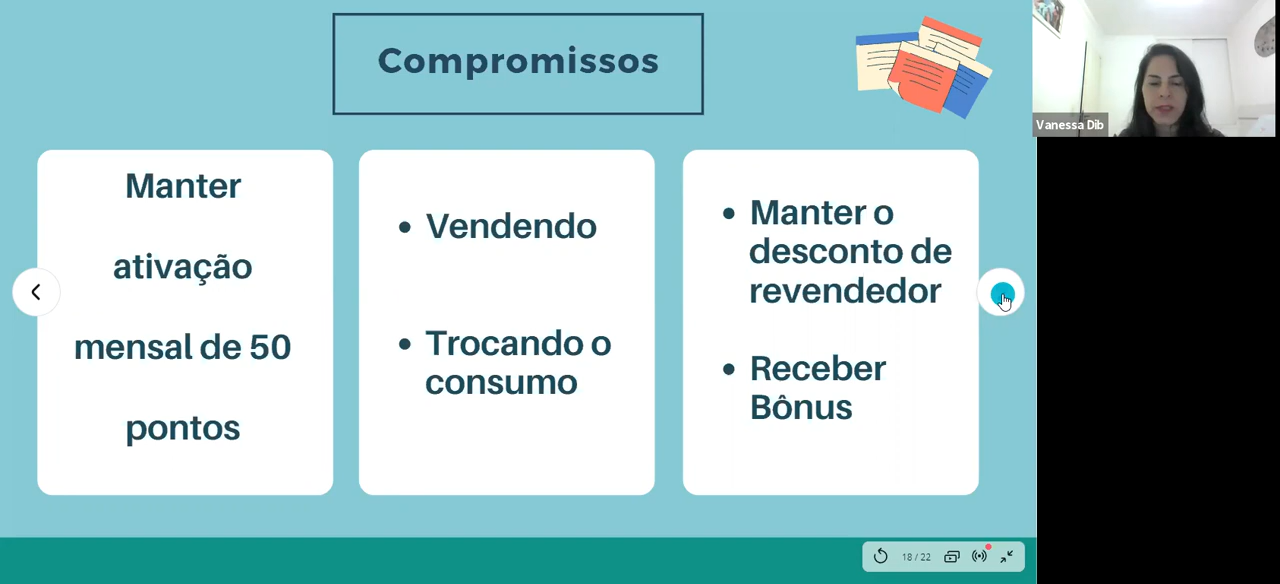 Compromissos
Vanessa Dib
Manter
ativação
mensal de 50
pontos
• Vendendo
• Trocando o
consumo
• Manter o
desconto de
revendedor
• Receber
Bônus
18 / 22